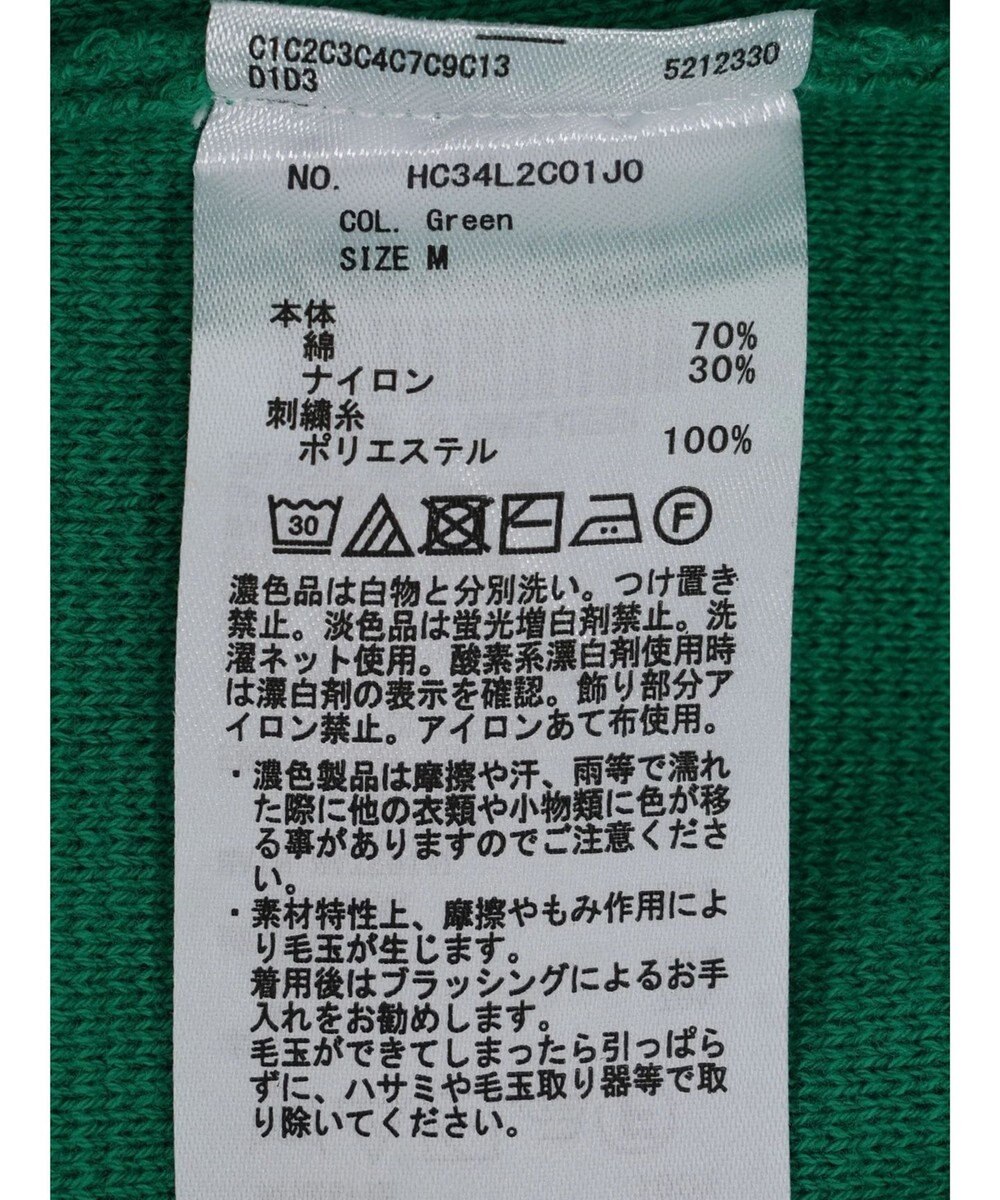 C1C2C3C4C7C9C13
D1D3
5212330
NO. HC34L2C01J0
COL. Green
SIZE M
本体
綿 70%
ナイロン 30%
刺繍糸
ポリエステル 100%
30 F
濃色品は白物と分別洗い。つけ置き
禁止。淡色品は蛍光増白剤禁止。洗
濯ネット使用。酸素系漂白剤使用時
は漂白剤の表示を確認。飾り部分ア
イロン禁止。アイロンあて布使用。
・濃色製品は摩擦や汗、雨等で濡れ
た際に他の衣類や小物類に色が移
る事がありますのでご注意くださ
い。
・素材特性上、摩擦やもみ作用によ
り毛玉が生じます。
着用後はブラッシングによるお手
入れをお勧めします。
毛玉ができてしまったら引っぱら
ずに、ハサミや毛玉取り器等で取
り除いてください。